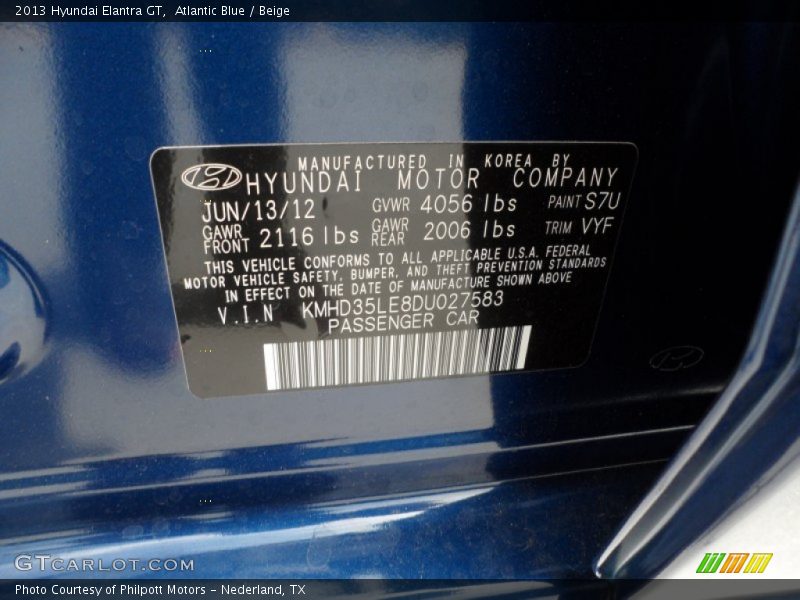 2013 Hyundai Elantra GT, Atlantic Blue / Beige
MANUFACTURED IN KOREA BY
HYUNDAI MOTOR COMPANY
JUN/13/12 GVWR 4056 lbs PAINT S7U
GAWR FRONT 2116 lbs GAWR REAR 2006 lbs TRIM VYF
THIS VEHICLE CONFORMS TO ALL APPLICABLE U.S.A. FEDERAL
MOTOR VEHICLE SAFETY, BUMPER, AND THEFT PREVENTION STANDARDS
IN EFFECT ON THE DATE OF MANUFACTURE SHOWN ABOVE
V.I.N KMHD35LE8DU027583
PASSENGER CAR
GTCARLOT.COM
Photo Courtesy of Philpott Motors - Nederland, TX